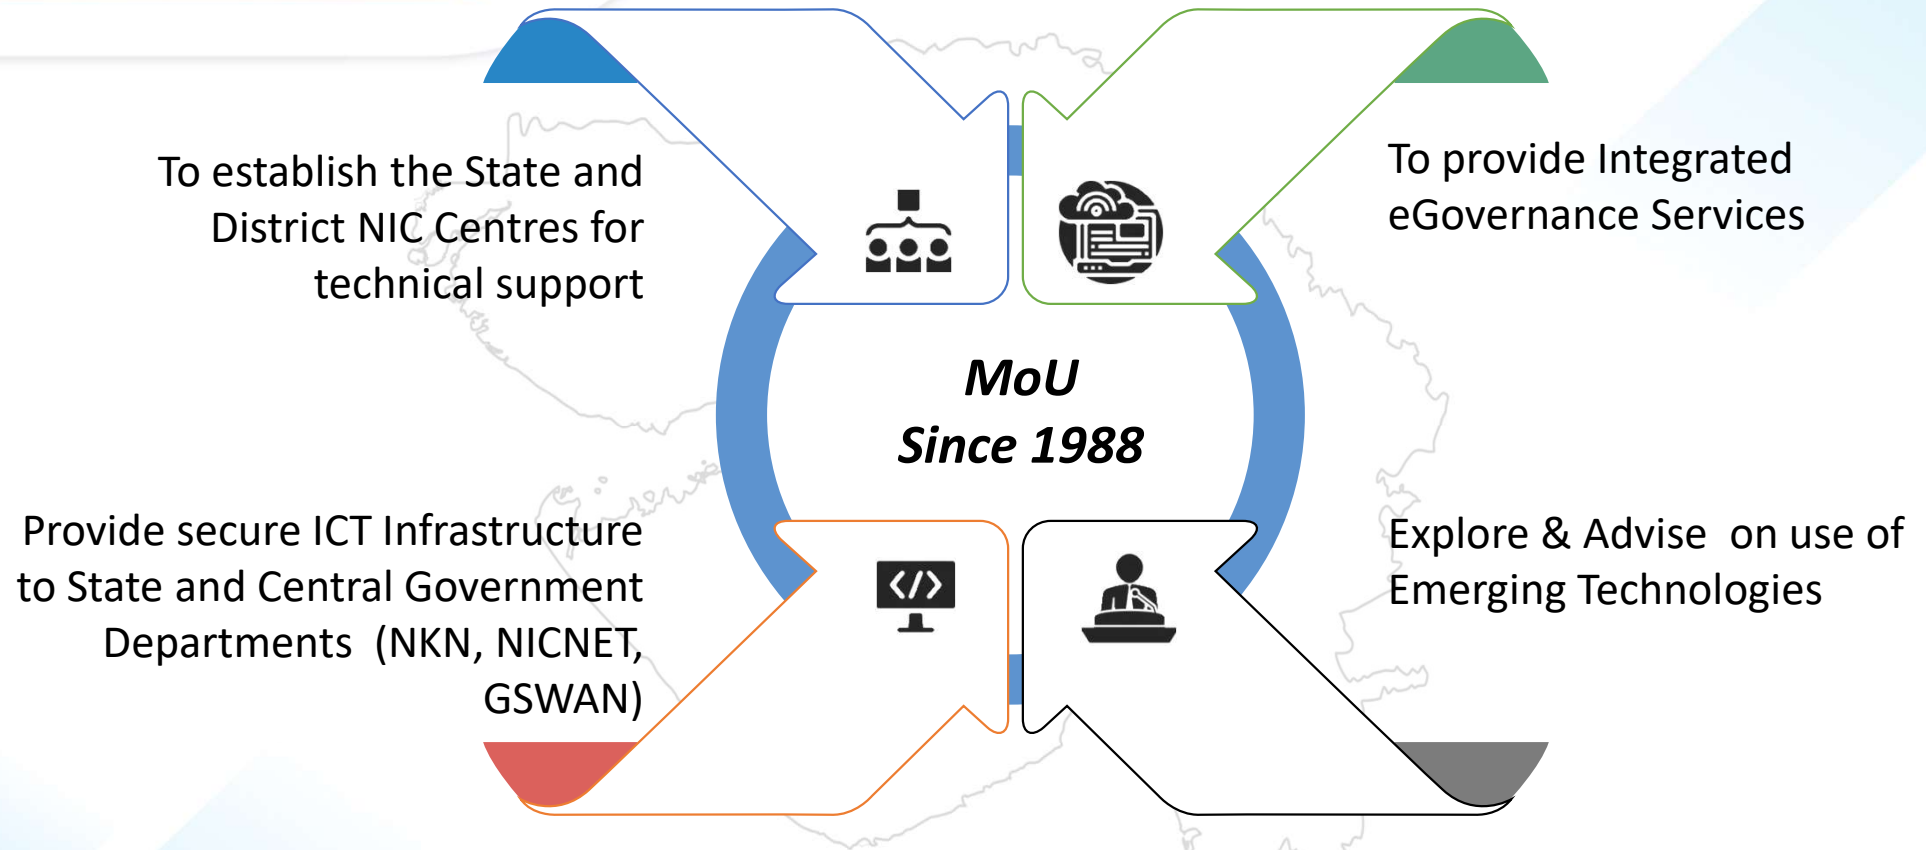 To establish the State and
District NIC Centres for
technical support
To provide Integrated
eGovernance Services
MoU
Since 1988
Provide secure ICT Infrastructure
to State and Central Government
Departments  (NKN, NICNET,
GSWAN)
Explore & Advise  on use of
Emerging Technologies